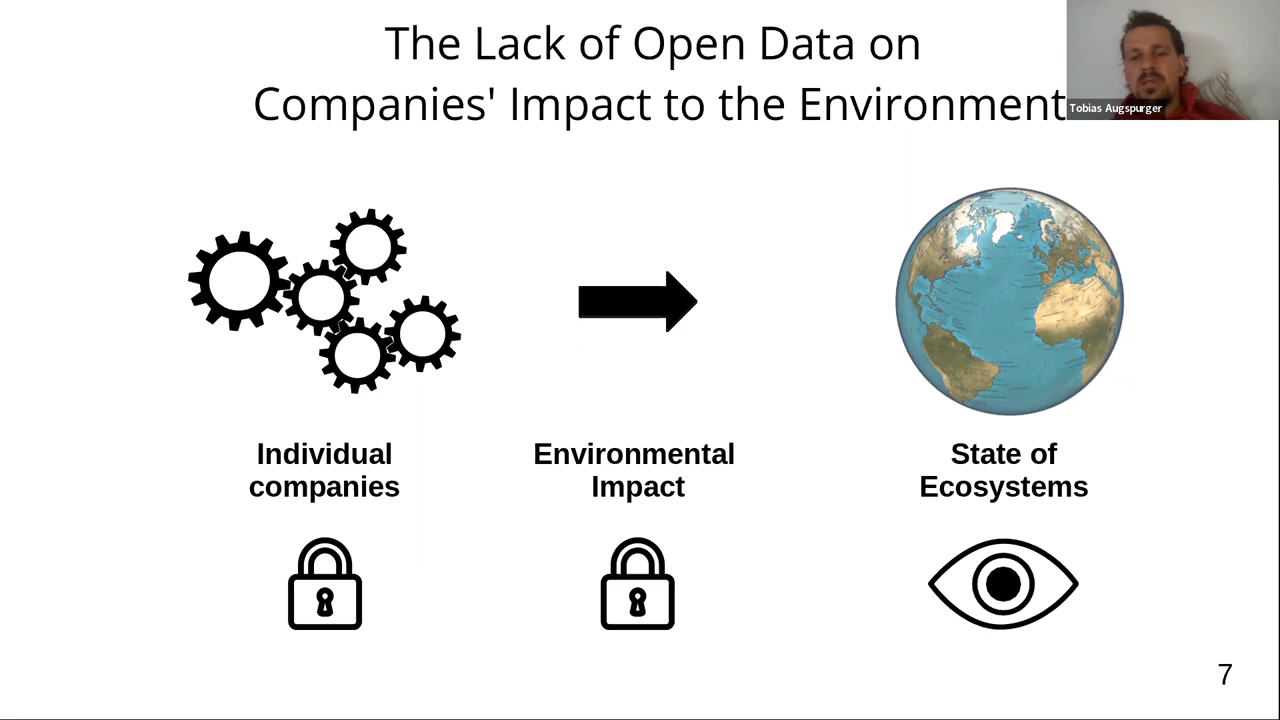 The Lack of Open Data on
Companies' Impact to the Environment
Tobias Augspurger
Individual
companies
Environmental
Impact
State of
Ecosystems
7